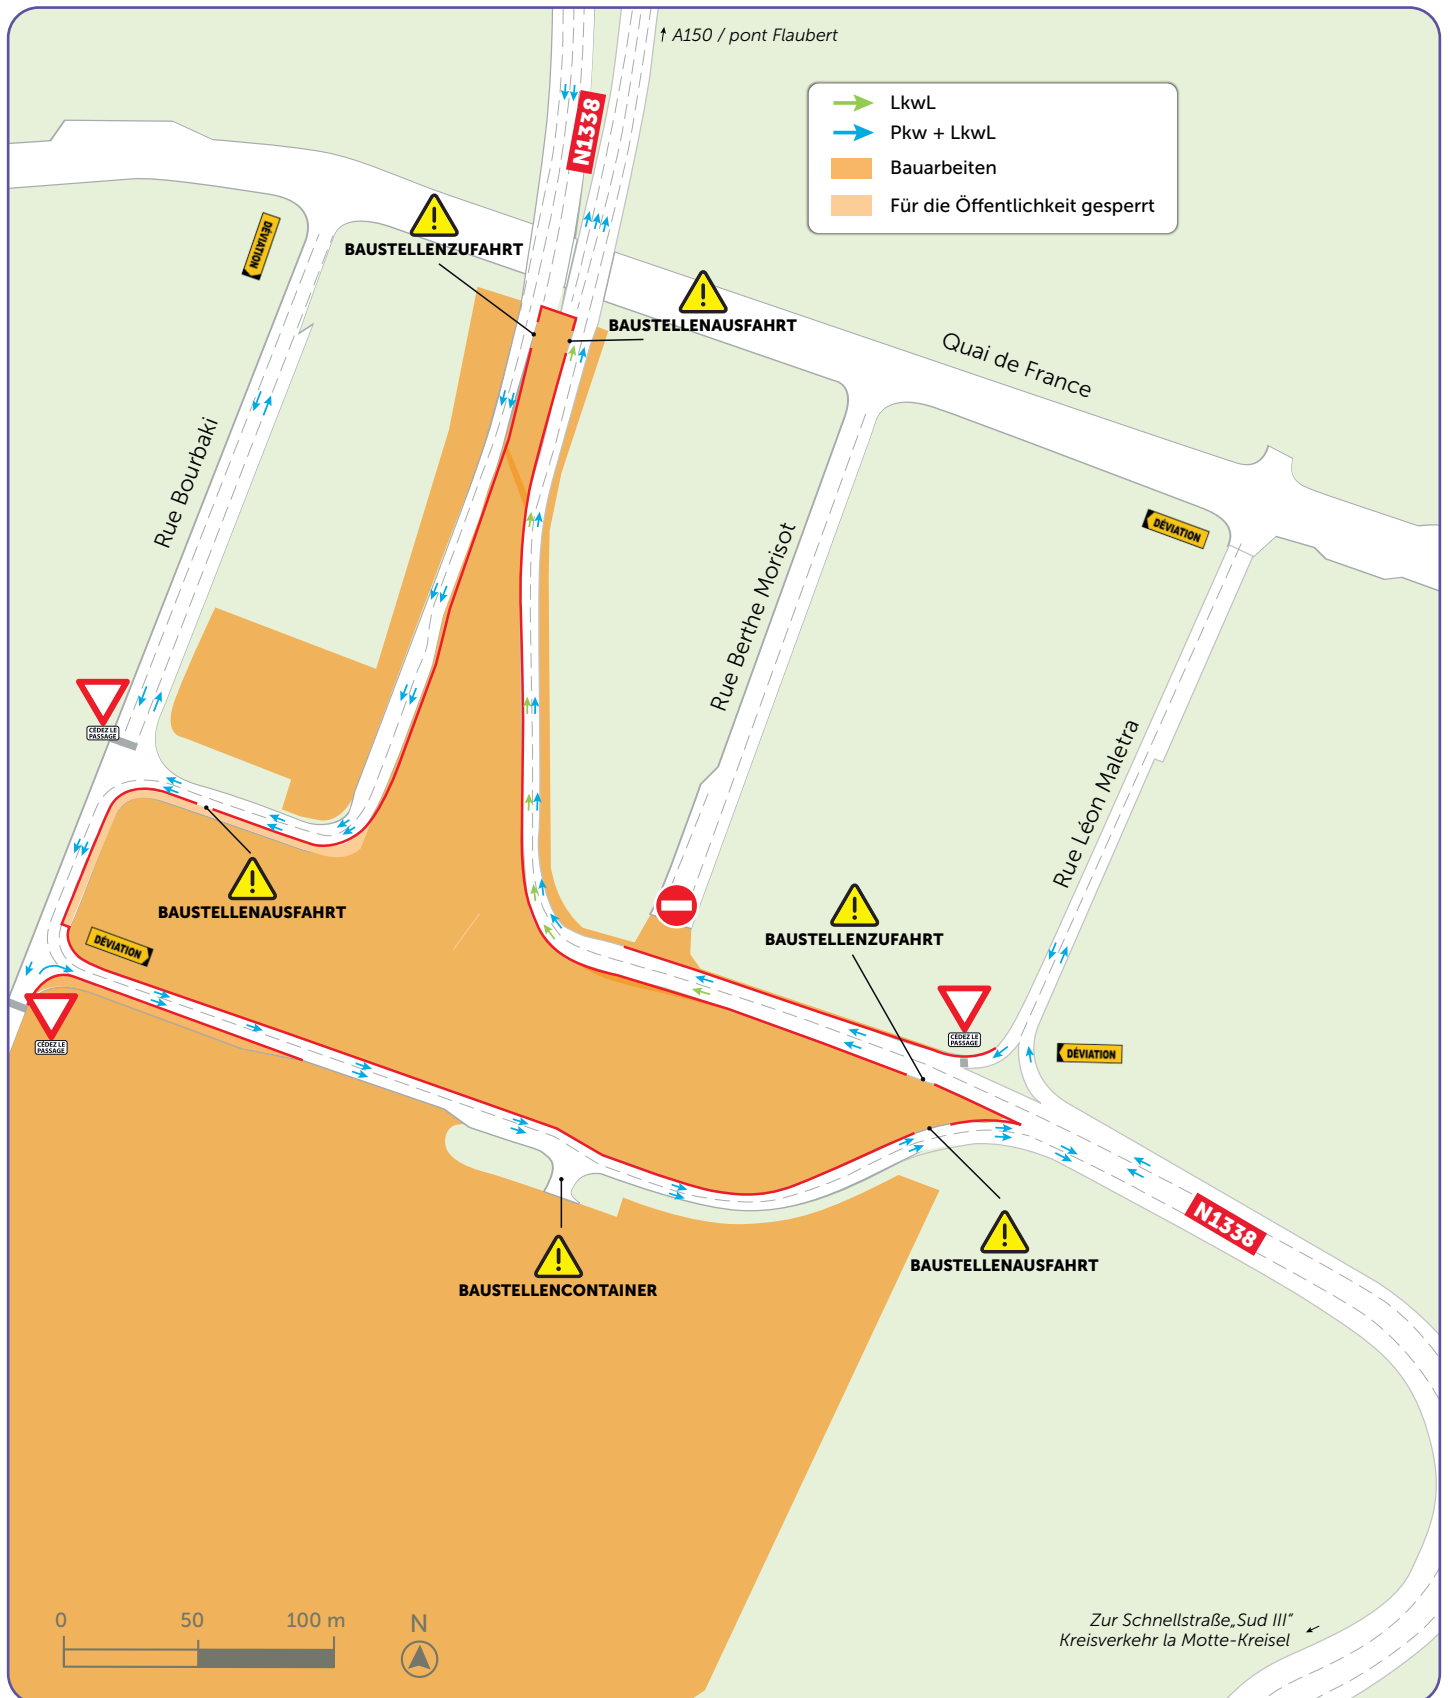 A150 / pont Flaubert
N1338
LkwL
Pkw + LkwL
Bauarbeiten
Für die Öffentlichkeit gesperrt
DÉVIATION
BAUSTELLENZUFAHRT
BAUSTELLENAUSFAHRT
Quai de France
Rue Bourbaki
DÉVIATION
Rue Berthe Morisot
CÉDEZ LE
PASSAGE
Rue Léon Maletra
BAUSTELLENAUSFAHRT
DÉVIATION
BAUSTELLENZUFAHRT
CÉDEZ LE
PASSAGE
CÉDEZ LE
PASSAGE
DÉVIATION
N1338
BAUSTELLENAUSFAHRT
BAUSTELLENCONTAINER
0 50 100 m
N
Zur Schnellstraße„Sud III“
Kreisverkehr la Motte-Kreisel